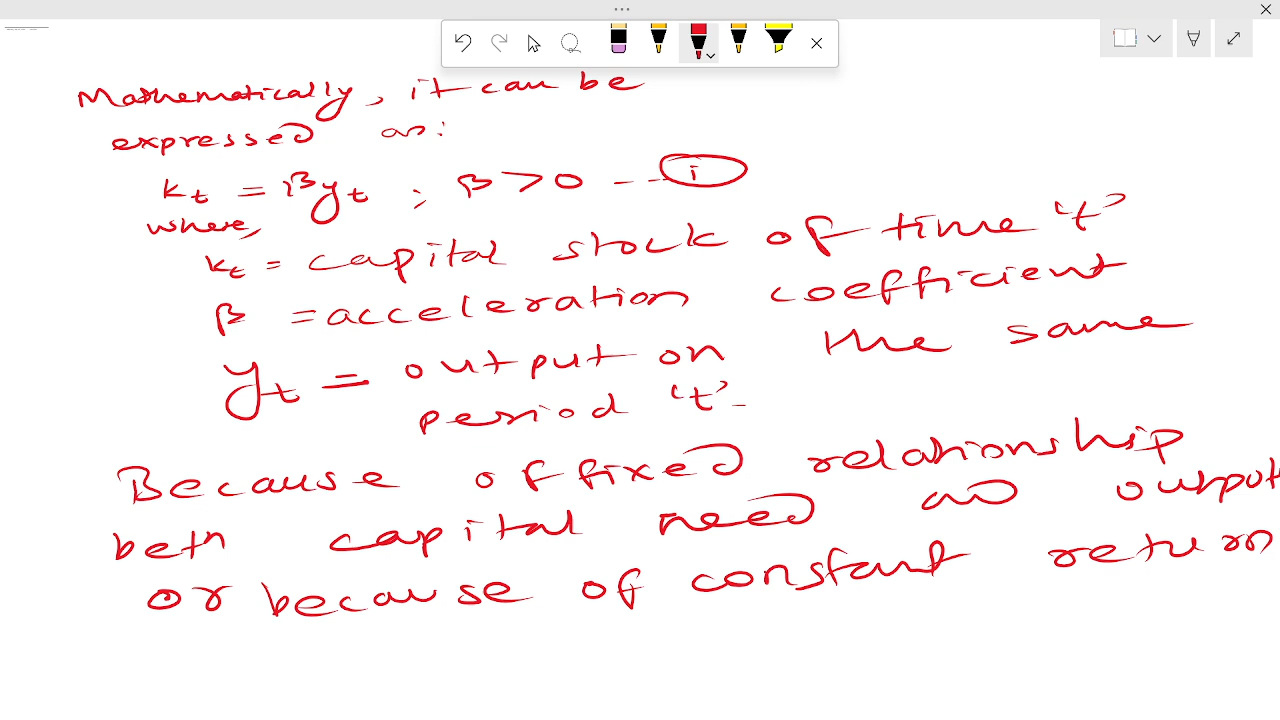 Mathematically, it can be
expressed as:
kt = βyt ; β > 0 --- i
where,
kt = capital stock of time 't'
β = acceleration coefficient
yt = output on the same
period 't'-
Because of fixed relationship
betn capital need and output
or because of constant return